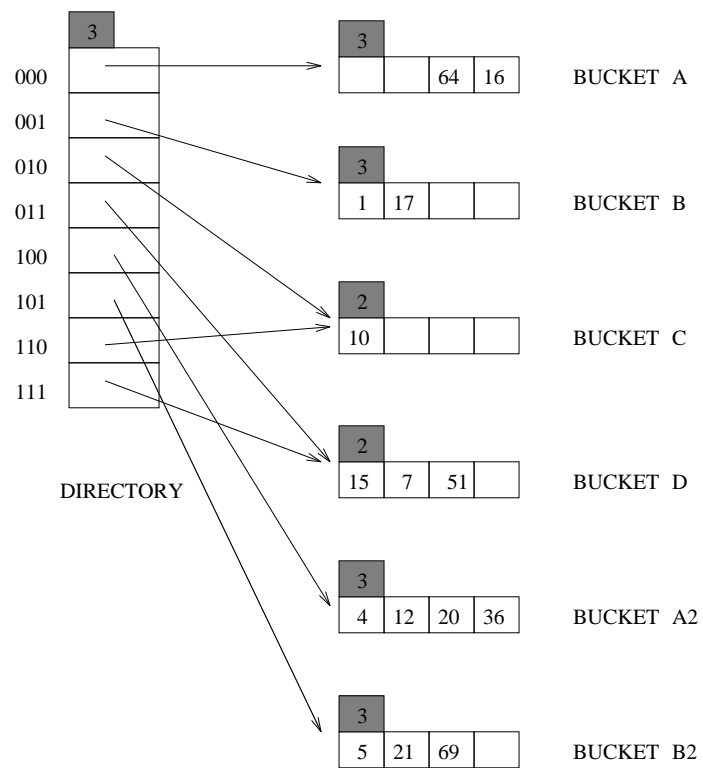 3
3
000
64 16 BUCKET A
001
3
010
1 17 BUCKET B
011
100
2
101
10 BUCKET C
110
111
2
15 7 51 BUCKET D
DIRECTORY
3
4 12 20 36 BUCKET A2
3
5 21 69 BUCKET B2